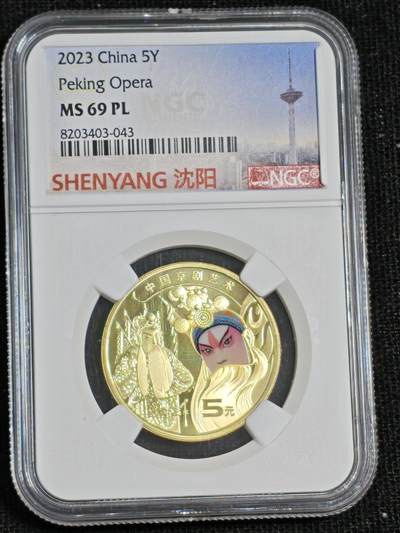 2023 China 5Y
Peking Opera
MS 69 PL
8203403-043
NGC
SHENYANG 沈阳
NGC®
中国京剧艺术
5元